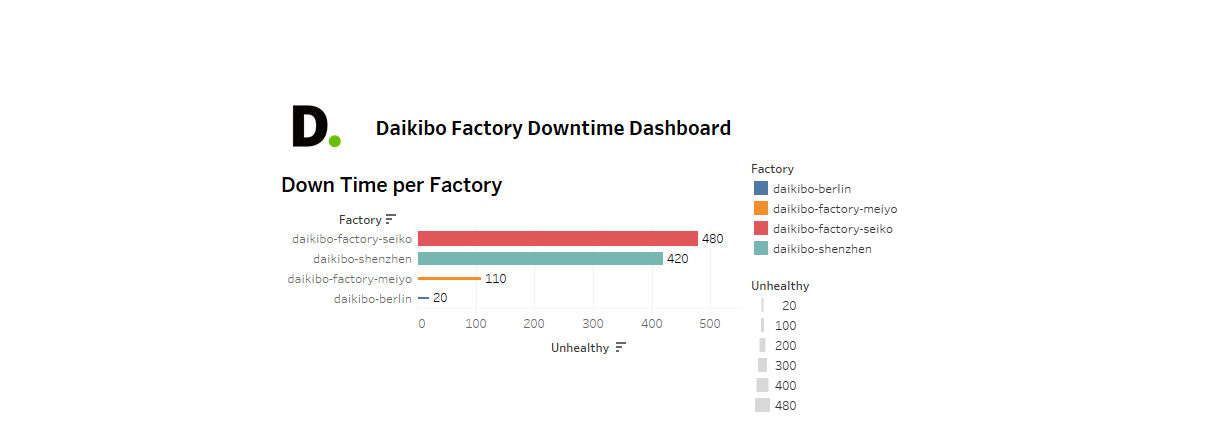 D.
Daikibo Factory Downtime Dashboard
Down Time per Factory
Factory
daikibo-factory-seiko 480
daikibo-shenzhen 420
daikibo-factory-meiyo 110
daikibo-berlin 20
0 100 200 300 400 500
Unhealthy
Factory
daikibo-berlin
daikibo-factory-meiyo
daikibo-factory-seiko
daikibo-shenzhen
Unhealthy
20
100
200
300
400
480